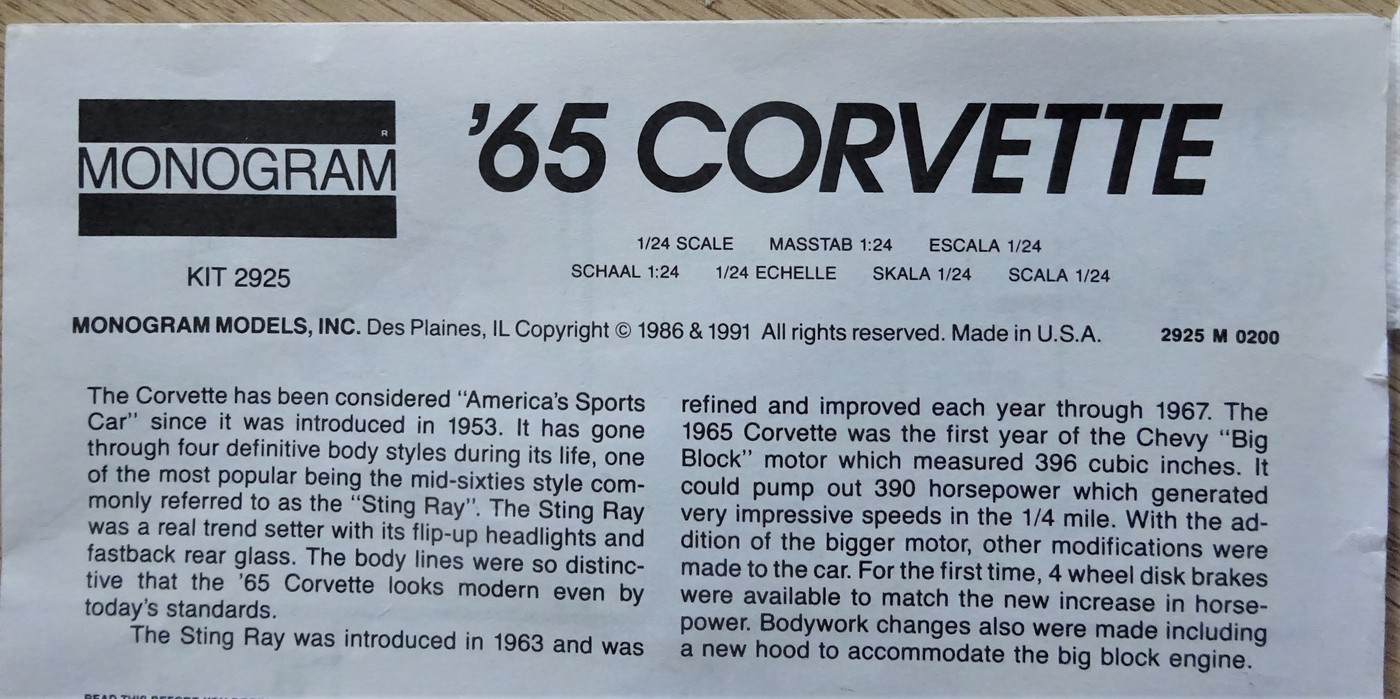 '65 CORVETTE
R
MONOGRAM
1/24 SCALE MASSTAB 1:24 ESCALA 1/24
SCHAAL 1:24 1/24 ECHELLE SKALA 1/24 SCALA 1/24
KIT 2925
MONOGRAM MODELS, INC. Des Plaines, IL Copyright © 1986 & 1991 All rights reserved. Made in U.S.A. 2925 M 0200
The Corvette has been considered "America's Sports
Car" since it was introduced in 1953. It has gone
through four definitive body styles during its life, one
of the most popular being the mid-sixties style com-
monly referred to as the "Sting Ray". The Sting Ray
was a real trend setter with its flip-up headlights and
fastback rear glass. The body lines were so distinc-
tive that the '65 Corvette looks modern even by
today's standards.
The Sting Ray was introduced in 1963 and was
refined and improved each year through 1967. The
1965 Corvette was the first year of the Chevy "Big
Block" motor which measured 396 cubic inches. It
could pump out 390 horsepower which generated
very impressive speeds in the 1/4 mile. With the ad-
dition of the bigger motor, other modifications were
made to the car. For the first time, 4 wheel disk brakes
were available to match the new increase in horse-
power. Bodywork changes also were made including
a new hood to accommodate the big block engine.